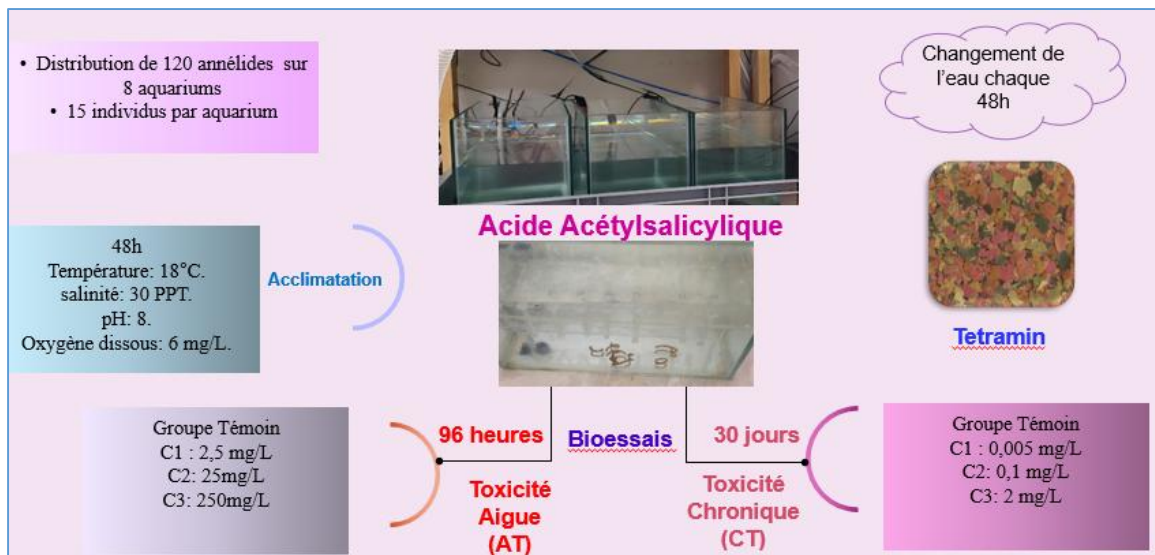 • Distribution de 120 annélides sur
8 aquariums
• 15 individus par aquarium
Changement de
l'eau chaque
48h
Acide Acétylsalicylique
48h
Température: 18°C.
salinité: 30 PPT.
pH: 8.
Oxygène dissous: 6 mg/L.
Acclimatation
Tetramin
Groupe Témoin
C1 : 2,5 mg/L
C2: 25mg/L
C3: 250mg/L
96 heures
Toxicité
Aigue
(AT)
Bioessais
30 jours
Toxicité
Chronique
(CT)
Groupe Témoin
C1 : 0,005 mg/L
C2: 0,1 mg/L
C3: 2 mg/L